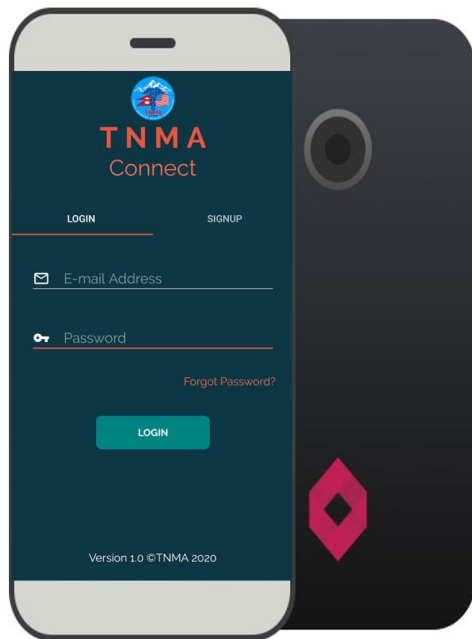 TNMA
Connect
LOGIN SIGNUP
E-mail Address
Password
Forgot Password?
LOGIN
Version 1.0 ©TNMA 2020